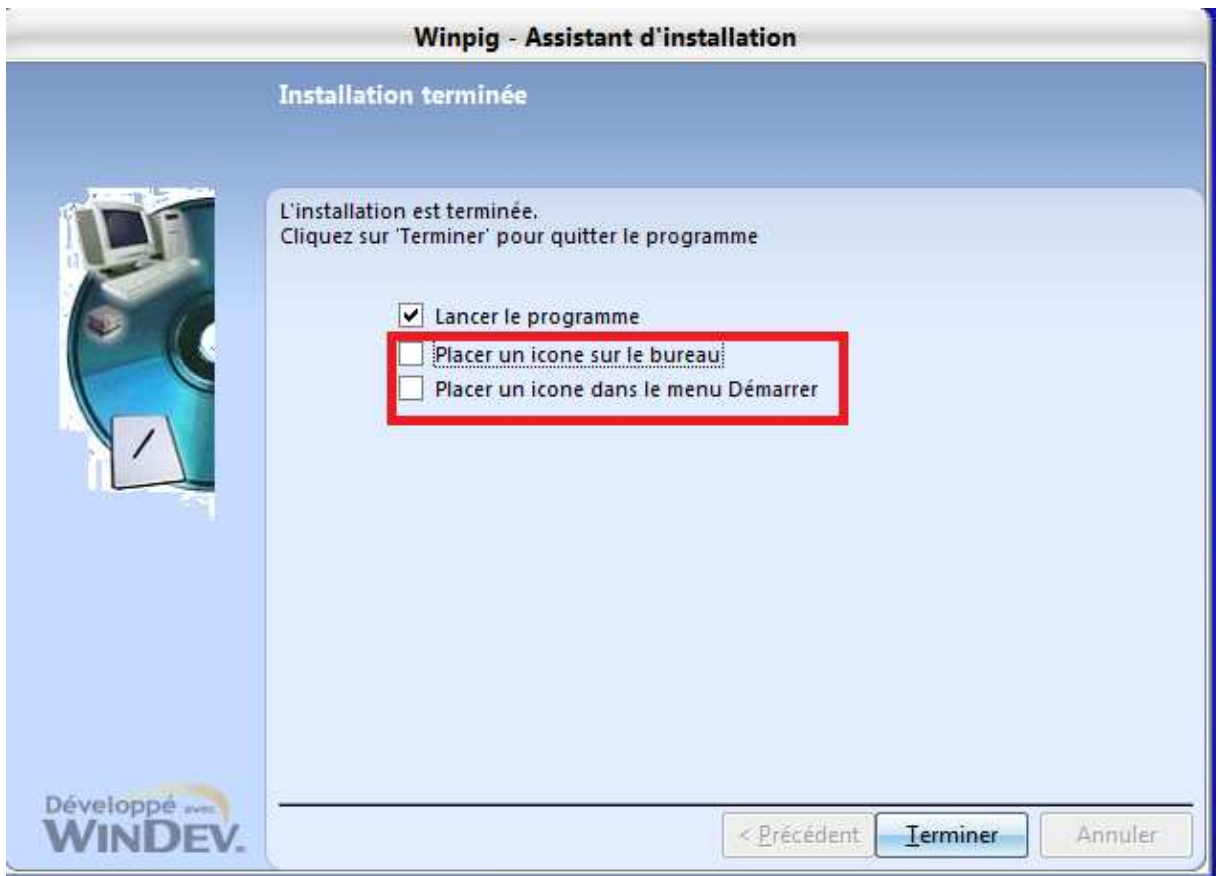 Winpig - Assistant d'installation
Installation terminée
L'installation est terminée.
Cliquez sur 'Terminer' pour quitter le programme
Lancer le programme
Placer un icone sur le bureau
Placer un icone dans le menu Démarrer
Développé avec
WINDEV.
< Précédent Terminer Annuler